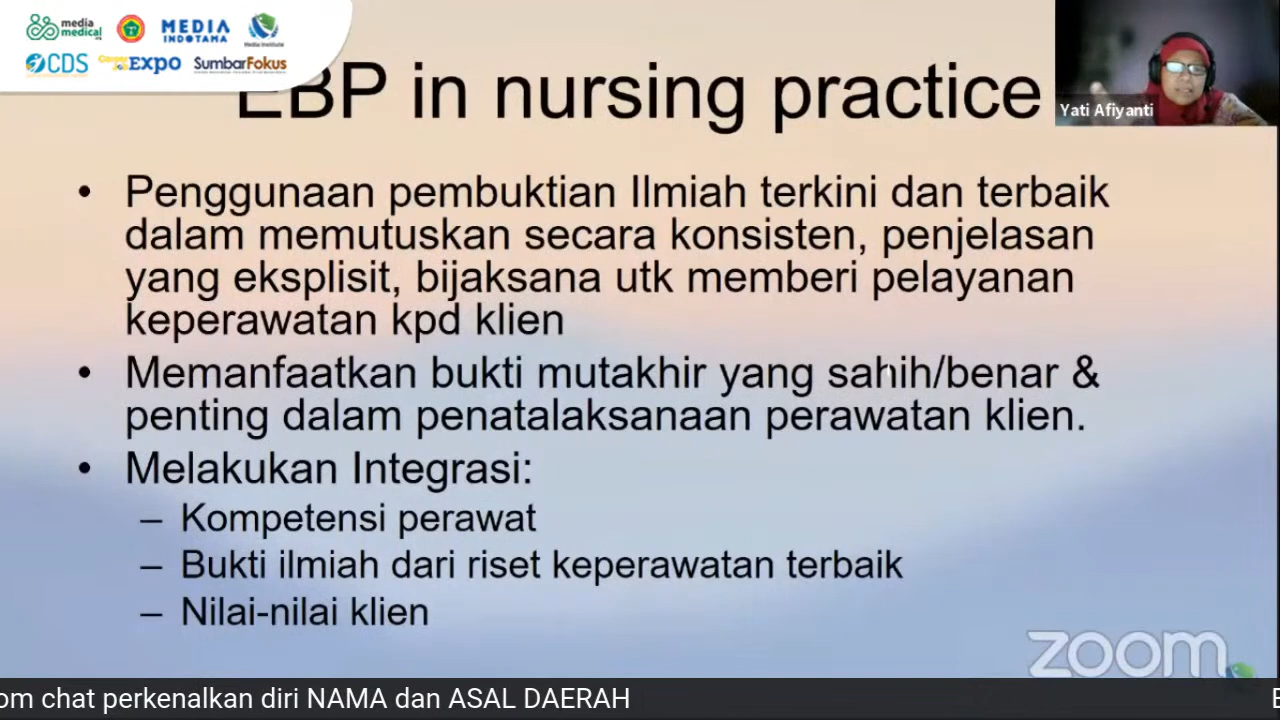 media
medical
MEDIA
INDOTAMA
Media Institute
CDS
EXPO
SumbarFokus
EBP in nursing practice
Yati Afiyanti
• Penggunaan pembuktian Ilmiah terkini dan terbaik
dalam memutuskan secara konsisten, penjelasan
yang eksplisit, bijaksana utk memberi pelayanan
keperawatan kpd klien
• Memanfaatkan bukti mutakhir yang sahih/benar &
penting dalam penatalaksanaan perawatan klien.
• Melakukan Integrasi:
– Kompetensi perawat
– Bukti ilmiah dari riset keperawatan terbaik
– Nilai-nilai klien
zoom
om chat perkenalkan diri NAMA dan ASAL DAERAH